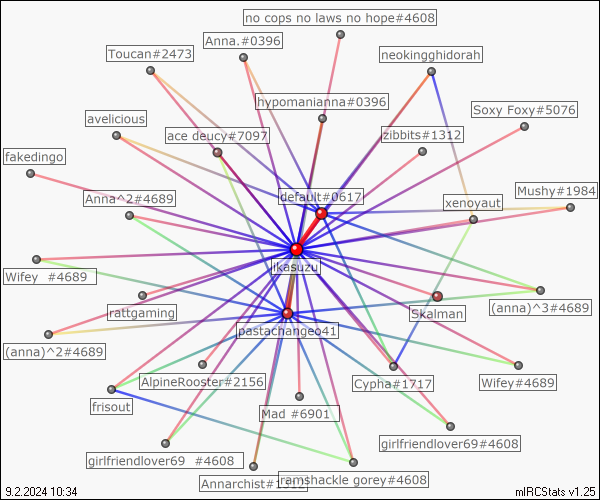 no cops no laws no hope#4608
Anna.#0396
Toucan#2473
neokingghidorah
hypomanianna#0396
Soxy Foxy#5076
avelicious
ace deucy#7097
zibbits#1312
fakedingo
Anna^2#4689
default#0617
xenoyaut
Mushy#1984
ikasuzu
Wifey #4689
rattgaming
Skalman
(anna)^3#4689
pastachangeo41
(anna)^2#4689
AlpineRooster#2156
Cypha#1717
Wifey#4689
frisout
Mad #6901
girlfriendlover69#4608
girlfriendlover69 #4608
ramshackle gorey#4608
Annarchist#1312
9.2.2024 10:34
mIRCStats v1.25